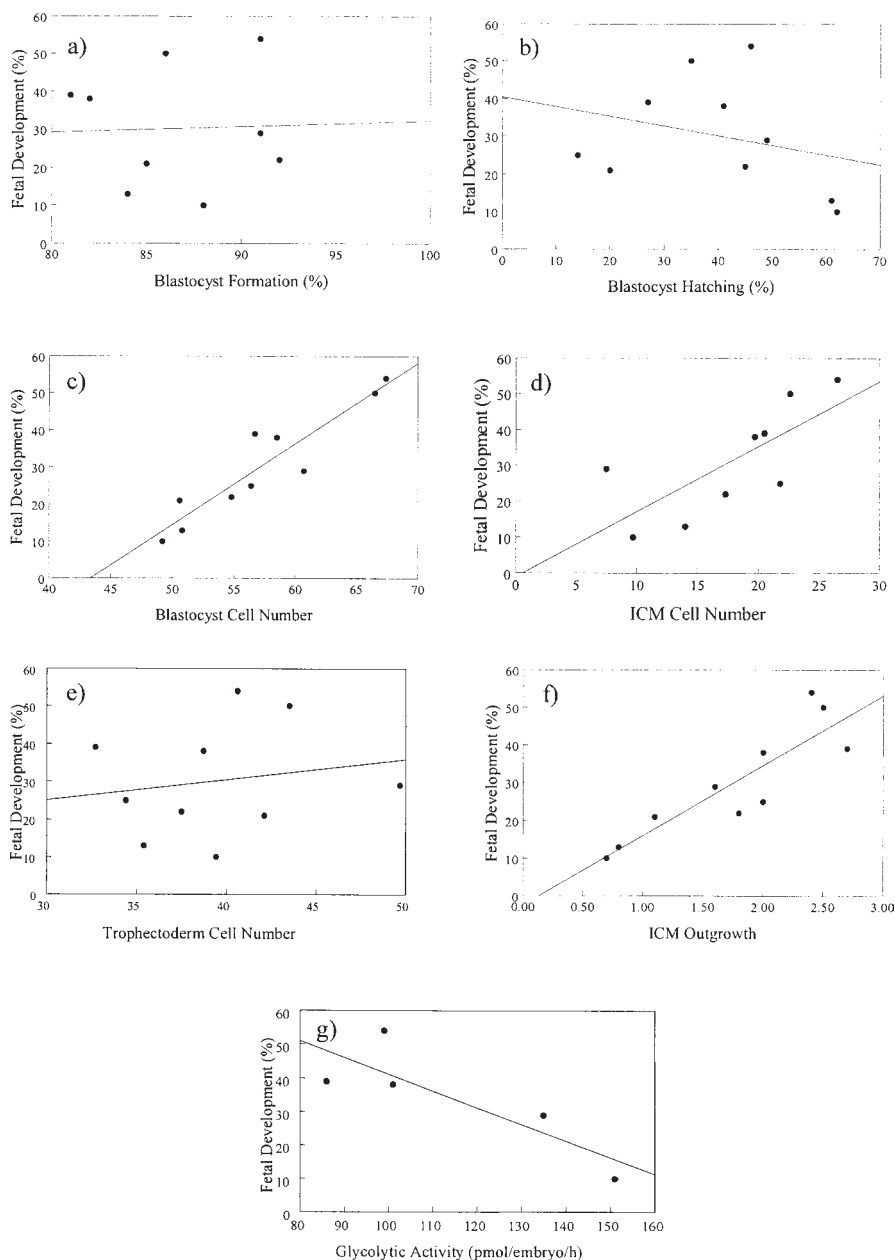 a)
Fetal Development (%)
60
50
40
30
20
10
0
80 85 90 95 100
Blastocyst Formation (%)
b)
Fetal Development (%)
60
50
40
30
20
10
0
0 10 20 30 40 50 60 70
Blastocyst Hatching (%)
c)
Fetal Development (%)
60
50
40
30
20
10
0
40 45 50 55 60 65 70
Blastocyst Cell Number
d)
Fetal Development (%)
60
50
40
30
20
10
0
0 5 10 15 20 25 30
ICM Cell Number
e)
Fetal Development (%)
60
50
40
30
20
10
0
30 35 40 45 50
Trophectoderm Cell Number
f)
Fetal Development (%)
60
50
40
30
20
10
0
0.00 0.50 1.00 1.50 2.00 2.50 3.00
ICM Outgrowth
g)
Fetal Development (%)
60
50
40
30
20
10
0
80 90 100 110 120 130 140 150 160
Glycolytic Activity (pmol/embryo/h)